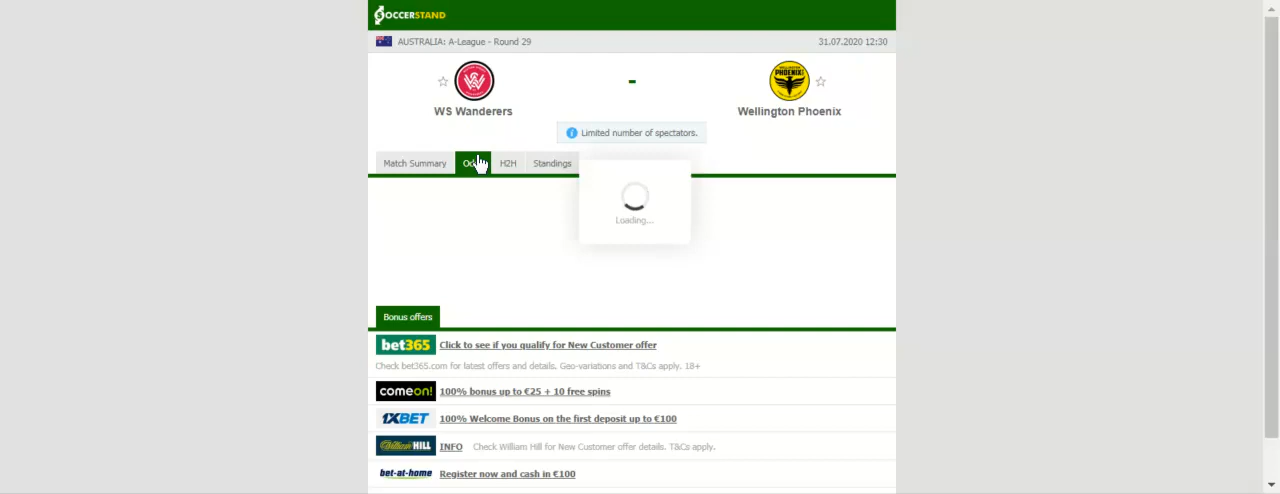 SOCCERSTAND
AUSTRALIA: A-League - Round 29 31.07.2020 12:30
WS Wanderers
WELLINGTON
PHOENIX
Wellington Phoenix
Limited number of spectators.
Match Summary H2H Standings
Loading...
Bonus offers
bet365 Click to see if you qualify for New Customer offer
Check bet365.com for latest offers and details. Geo-variations and T&Cs apply. 18+
comeon! 100% bonus up to €25 + 10 free spins
1XBET 100% Welcome Bonus on the first deposit up to €100
William HILL INFO Check William Hill for New Customer offer details. T&Cs apply.
bet-at-home Register now and cash in €100